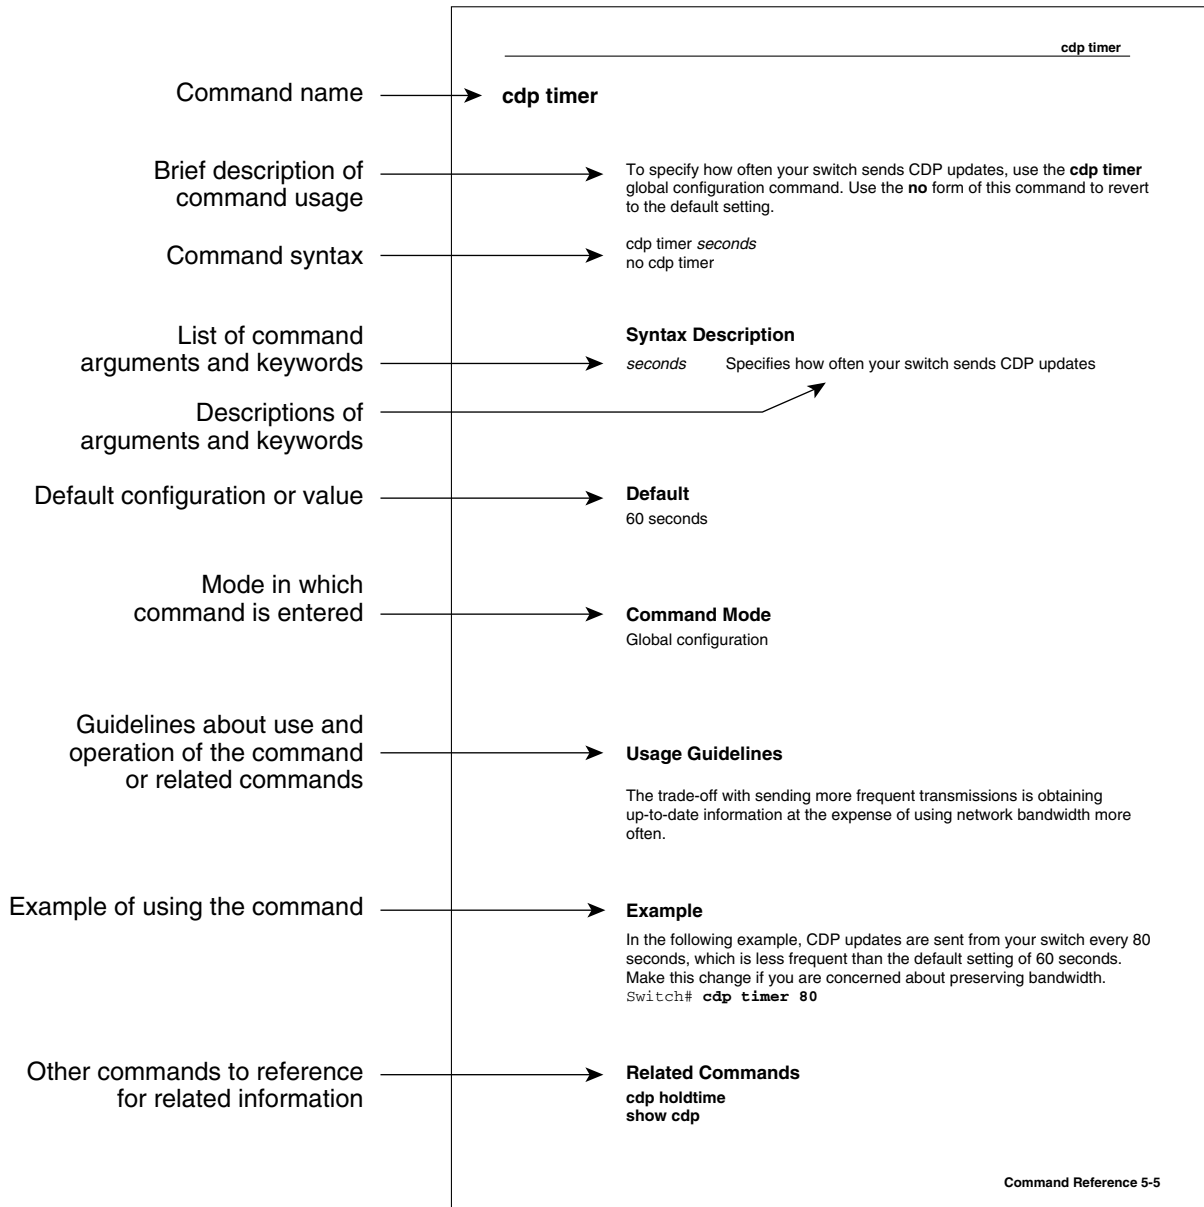 cdp timer
Command name
cdp timer
Brief description of
command usage
To specify how often your switch sends CDP updates, use the cdp timer
global configuration command. Use the no form of this command to revert
to the default setting.
Command syntax
cdp timer seconds
no cdp timer
List of command
arguments and keywords
Syntax Description
seconds Specifies how often your switch sends CDP updates
Descriptions of
arguments and keywords
Default configuration or value
Default
60 seconds
Mode in which
command is entered
Command Mode
Global configuration
Guidelines about use and
operation of the command
or related commands
Usage Guidelines
The trade-off with sending more frequent transmissions is obtaining
up-to-date information at the expense of using network bandwidth more
often.
Example of using the command
Example
In the following example, CDP updates are sent from your switch every 80
seconds, which is less frequent than the default setting of 60 seconds.
Make this change if you are concerned about preserving bandwidth.
Switch# cdp timer 80
Other commands to reference
for related information
Related Commands
cdp holdtime
show cdp
Command Reference 5-5